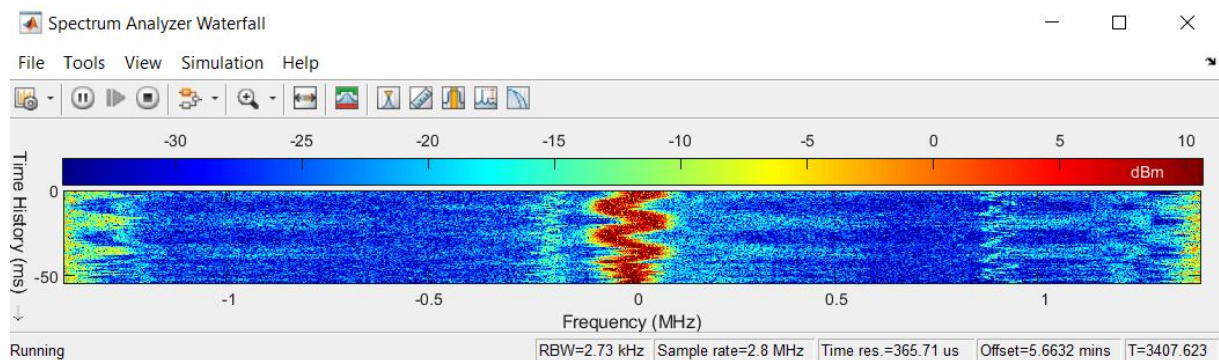 Spectrum Analyzer Waterfall
File Tools View Simulation Help
-30 -25 -20 -15 -10 -5 0 5 10
dBm
Time History (ms)
0
-50
-1 -0.5 0 0.5 1
Frequency (MHz)
Running RBW=2.73 kHz Sample rate=2.8 MHz Time res.=365.71 us Offset=5.6632 mins T=3407.623